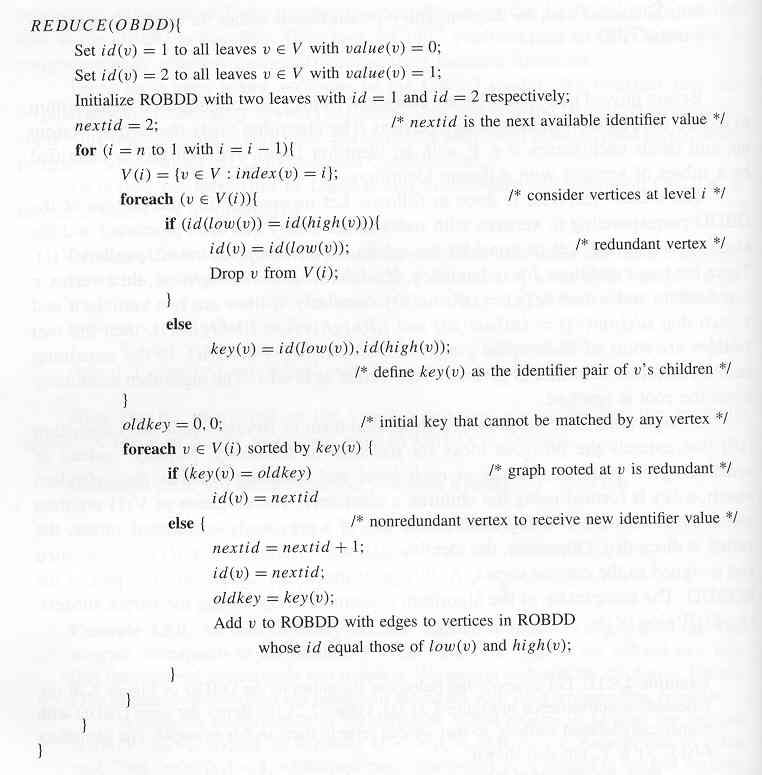 REDUCE(OBDD){
Set id(v) = 1 to all leaves v ∈ V with value(v) = 0;
Set id(v) = 2 to all leaves v ∈ V with value(v) = 1;
Initialize ROBDD with two leaves with id = 1 and id = 2 respectively;
nextid = 2; /* nextid is the next available identifier value */
for (i = n to 1 with i = i − 1){
V(i) = {v ∈ V : index(v) = i};
foreach (v ∈ V(i)){ /* consider vertices at level i */
if (id(low(v)) = id(high(v))){
id(v) = id(low(v)); /* redundant vertex */
Drop v from V(i);
}
else
key(v) = id(low(v)), id(high(v));
/* define key(v) as the identifier pair of v's children */
}
oldkey = 0, 0; /* initial key that cannot be matched by any vertex */
foreach v ∈ V(i) sorted by key(v) {
if (key(v) = oldkey) /* graph rooted at v is redundant */
id(v) = nextid
else { /* nonredundant vertex to receive new identifier value */
nextid = nextid + 1;
id(v) = nextid;
oldkey = key(v);
Add v to ROBDD with edges to vertices in ROBDD
whose id equal those of low(v) and high(v);
}
}
}
}